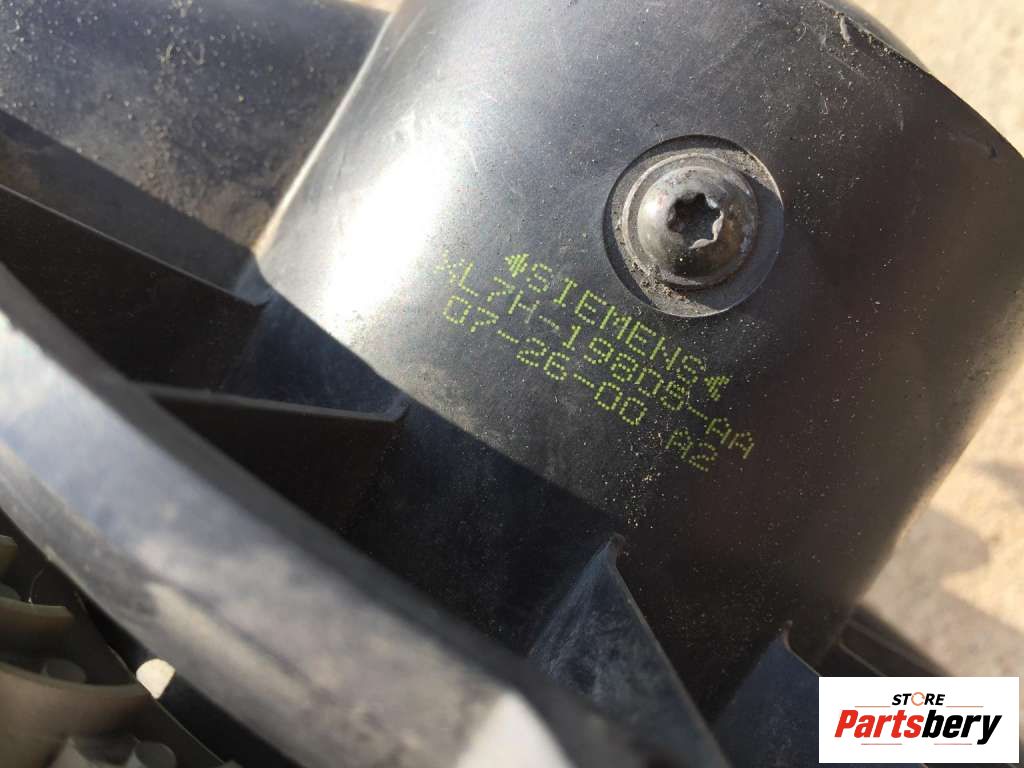 *SIEMENS*
XL7H-19805-AA
07-26-00 A2
STORE
Partsbery